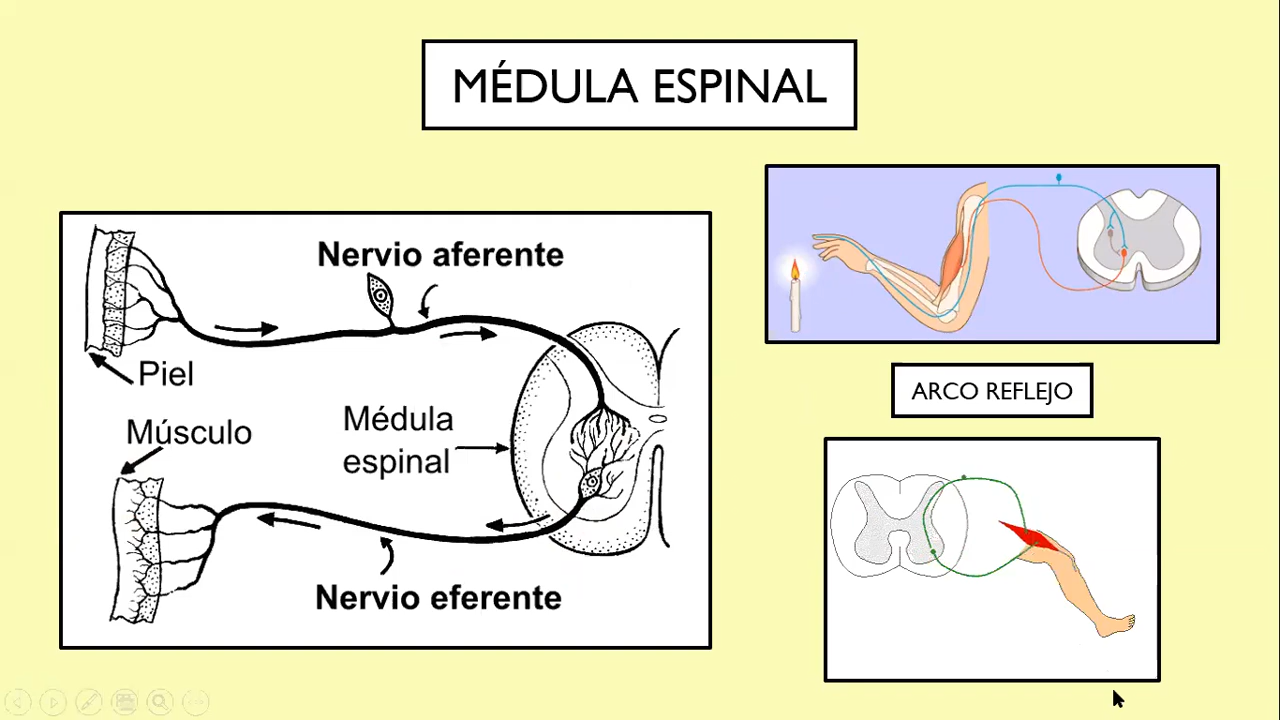 MÉDULA ESPINAL
Nervio aferente
Piel
Músculo
Médula
espinal
Nervio eferente
ARCO REFLEJO